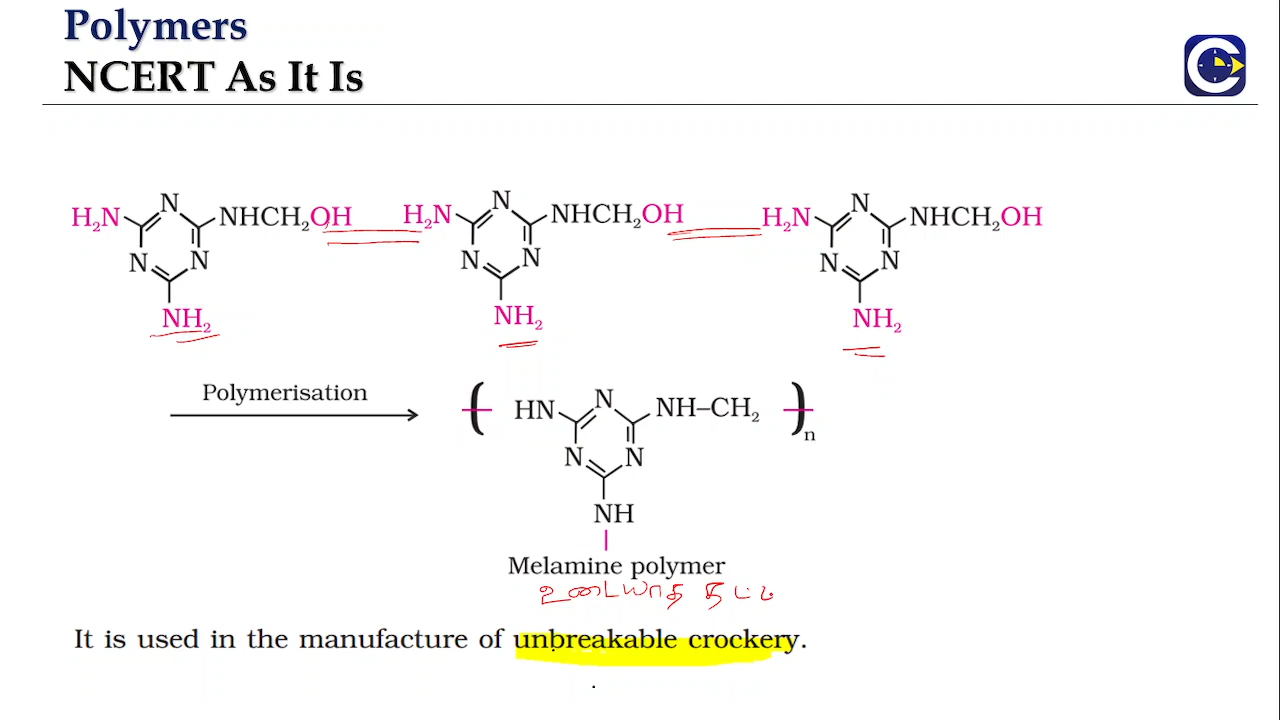 Polymers
NCERT As It Is
H₂N N NHCH₂OH H₂N N NHCH₂OH H₂N N NHCH₂OH
N N N N N N
NH₂ NH₂ NH₂
Polymerisation
( HN N NH–CH₂ )n
N N
NH
Melamine polymer
உடையாத தட்டு
It is used in the manufacture of unbreakable crockery.